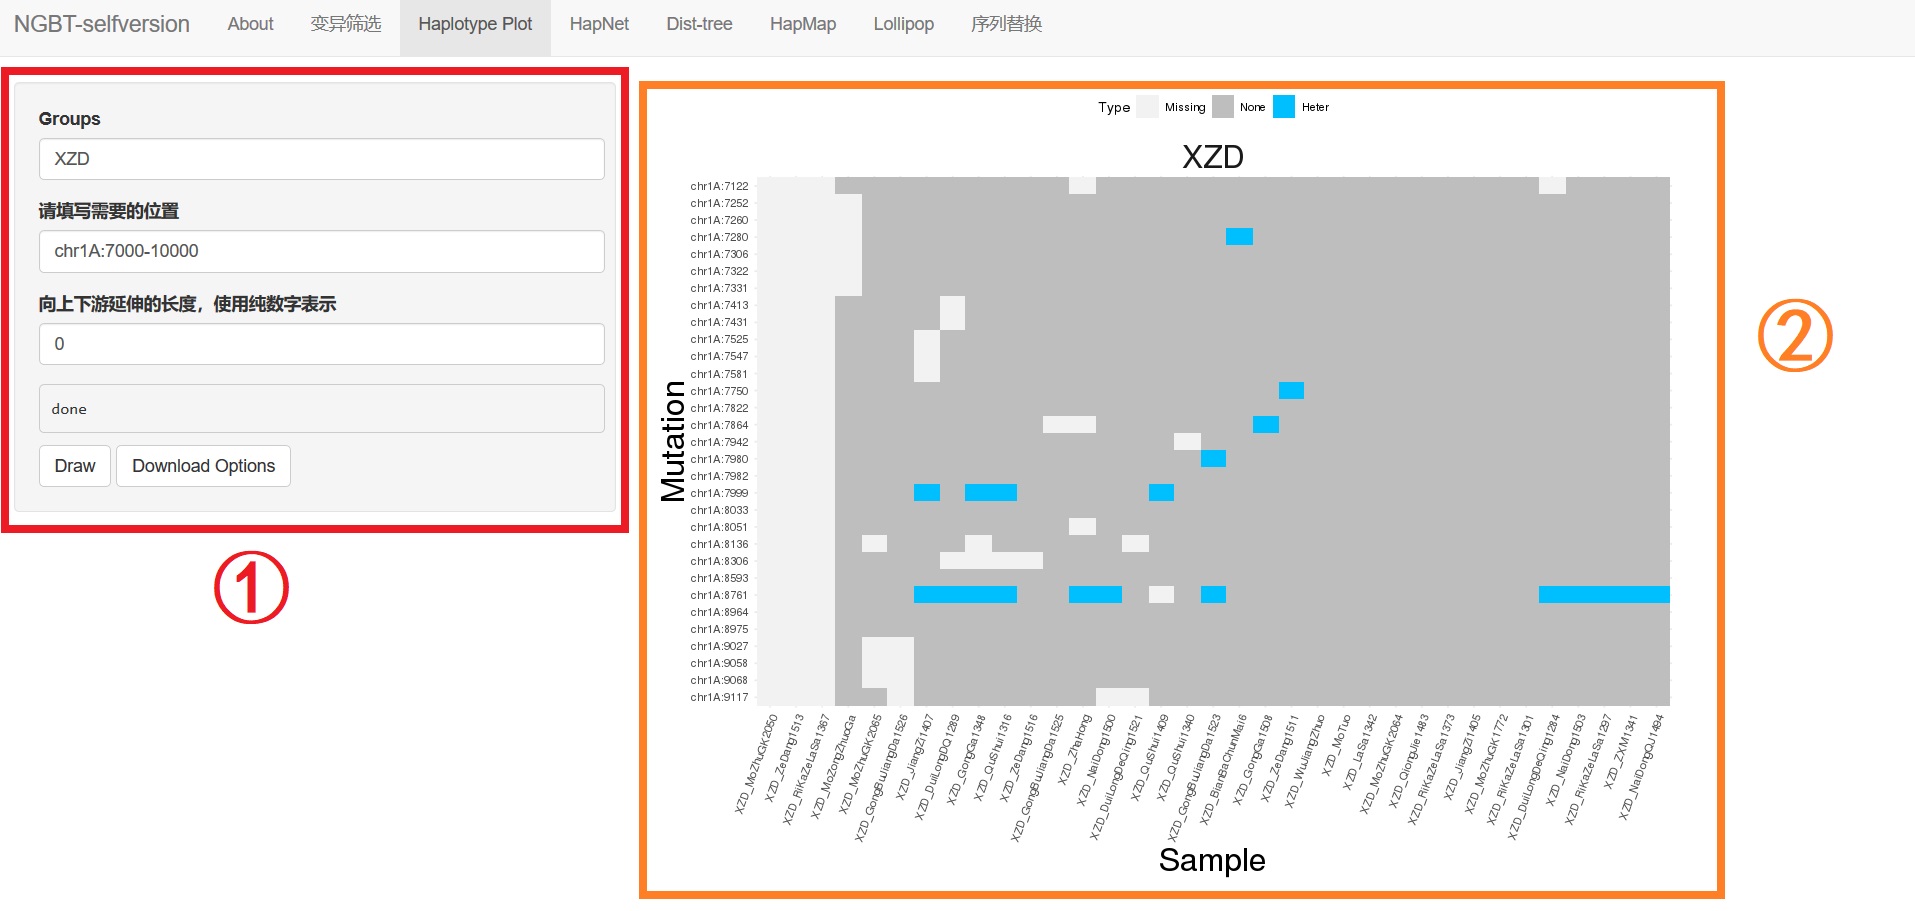 NGBT-selfversion About 变异筛选 Haplotype Plot HapNet Dist-tree HapMap Lollipop 序列替换
Groups
XZD
请填写需要的位置
chr1A:7000-10000
向上下游延伸的长度，使用纯数字表示
0
done
Draw Download Options
①
Type Missing None Heter
XZD
Mutation
chr1A:7122
chr1A:7252
chr1A:7260
chr1A:7280
chr1A:7306
chr1A:7322
chr1A:7331
chr1A:7413
chr1A:7431
chr1A:7525
chr1A:7547
chr1A:7581
chr1A:7750
chr1A:7822
chr1A:7864
chr1A:7942
chr1A:7980
chr1A:7982
chr1A:7999
chr1A:8033
chr1A:8051
chr1A:8136
chr1A:8306
chr1A:8593
chr1A:8761
chr1A:8964
chr1A:8975
chr1A:9027
chr1A:9058
chr1A:9068
chr1A:9117
XZD_MoZhuGK2050
XZD_ZeDang1513
XZD_RiKaZeLaSa1367
XZD_MoZongZhuoGa
XZD_MoZhuGK2065
XZD_GongBuJiangDa1526
XZD_JiangZi1407
XZD_DuiLongDQ1289
XZD_GongGa1348
XZD_QuShui1316
XZD_ZeDang1516
XZD_GongBuJiangDa1525
XZD_ZhaHong
XZD_NaiDong1500
XZD_DuiLongDeQing1521
XZD_QuShui1409
XZD_QuShui1340
XZD_GongBuJiangDa1523
XZD_BianBaChunMai6
XZD_GongGa1508
XZD_ZeDang1511
XZD_WuJiangZhuo
XZD_MoTuo
XZD_LaSa1342
XZD_MoZhuGK2064
XZD_QiongJie1483
XZD_RiKaZeLaSa1373
XZD_JiangZi1405
XZD_MoZhuGK1772
XZD_RiKaZeLaSa1301
XZD_DuiLongDeQing1284
XZD_NaiDong1503
XZD_RiKaZeLaSa1297
XZD_ZXM1341
XZD_NaiDongQJ1494
Sample
②